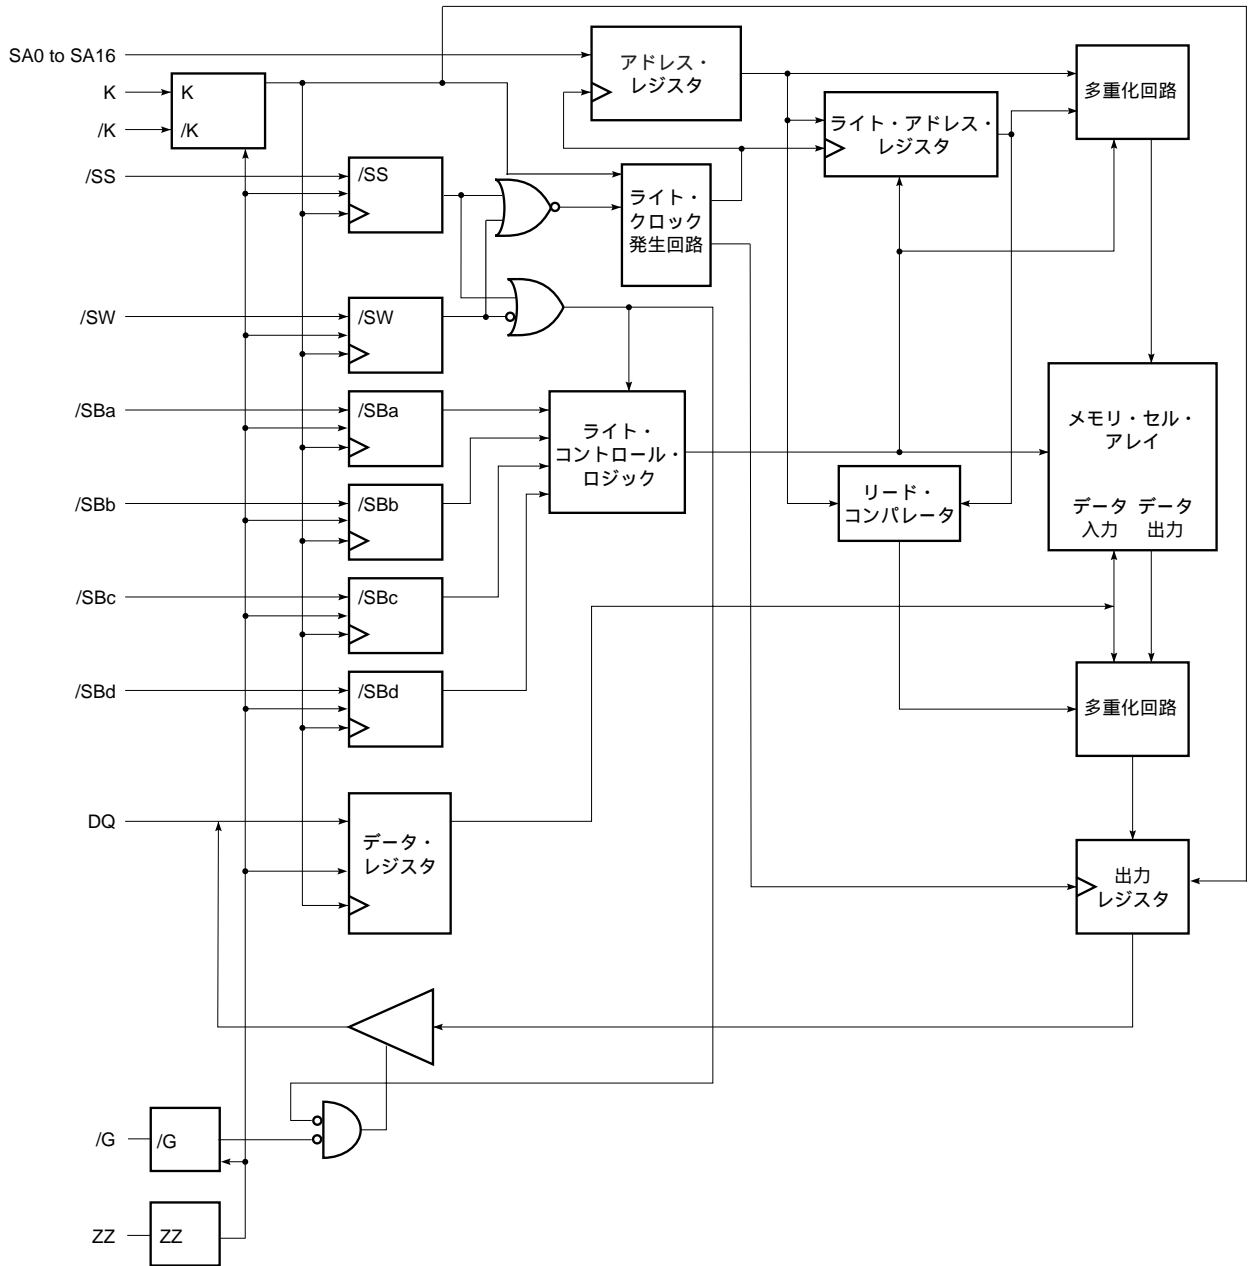 SA0 to SA16
アドレス・
レジスタ
K
K
/K
/K
多重化回路
ライト・アドレス・
レジスタ
/SS
/SS
ライト・
クロック
発生回路
/SW
/SW
/SBa
/SBa
ライト・
コントロール・
ロジック
メモリ・セル・
アレイ
データ
入力
データ
出力
リード・
コンパレータ
/SBb
/SBb
/SBc
/SBc
/SBd
/SBd
多重化回路
DQ
データ・
レジスタ
出力
レジスタ
/G
/G
ZZ
ZZ